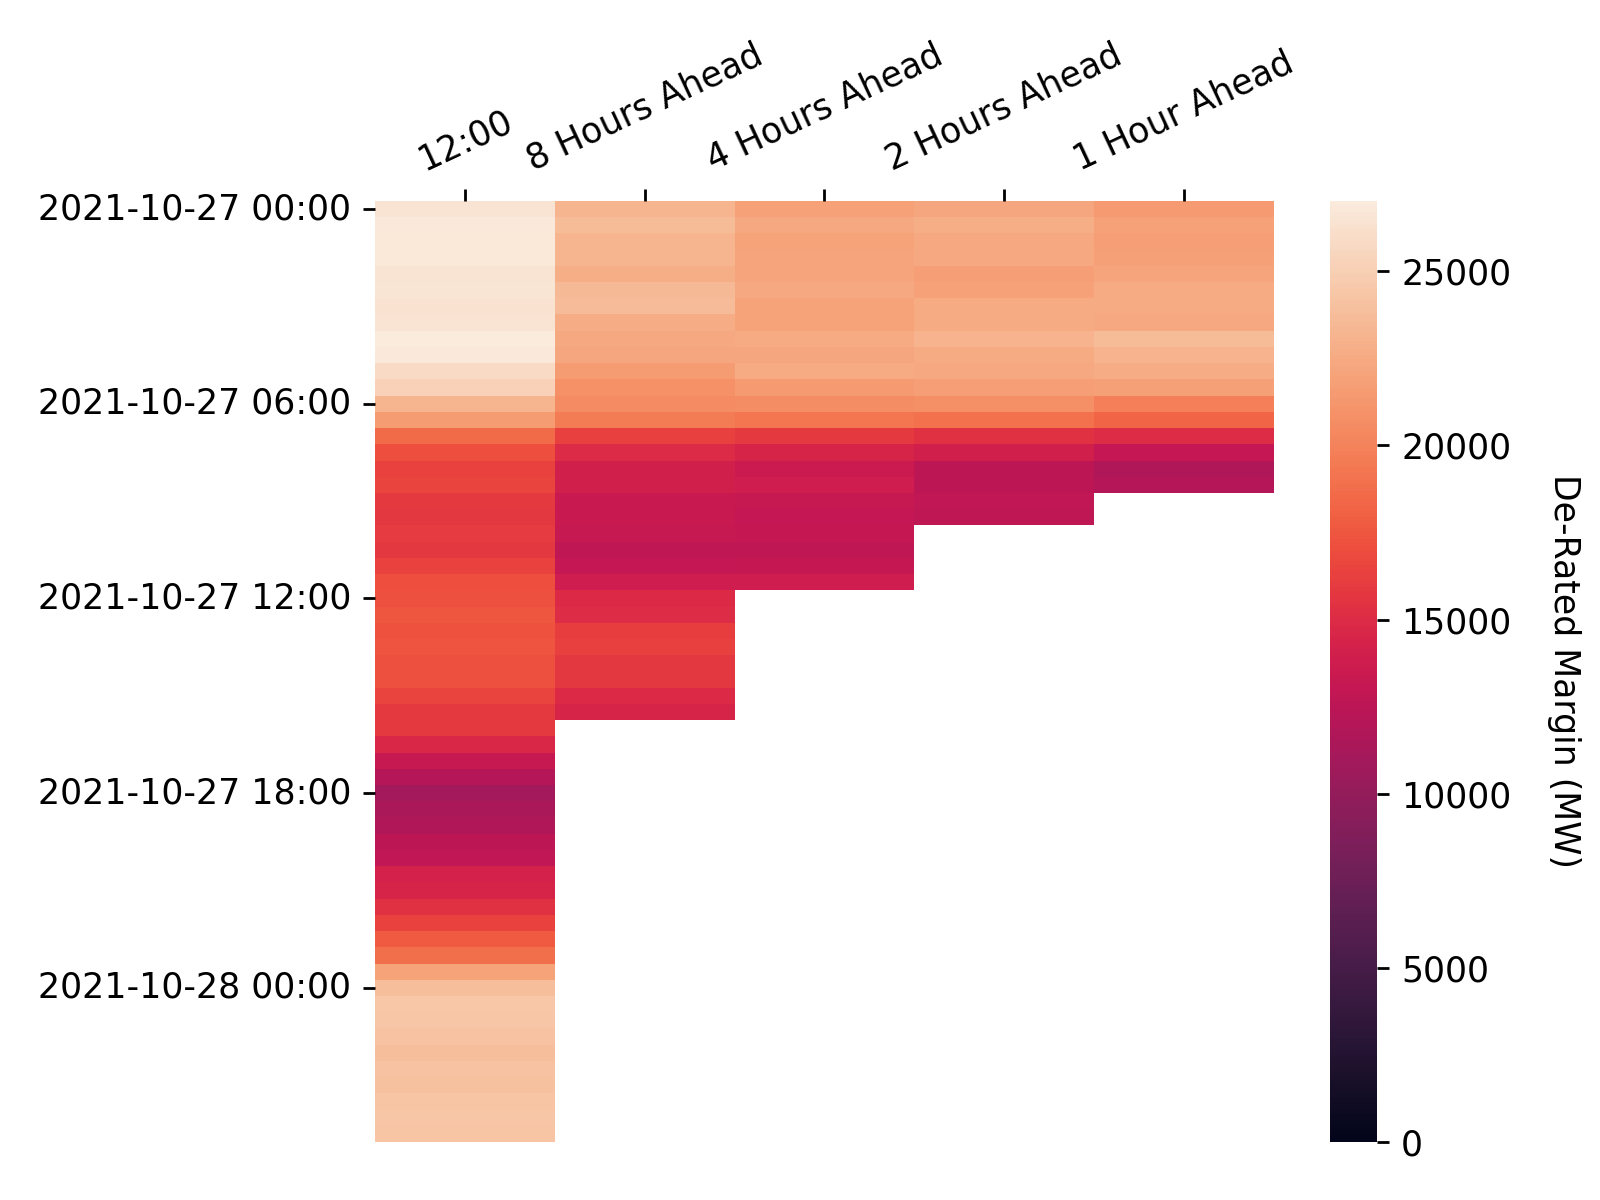 12:00
8 Hours Ahead
4 Hours Ahead
2 Hours Ahead
1 Hour Ahead
2021-10-27 00:00
2021-10-27 06:00
2021-10-27 12:00
2021-10-27 18:00
2021-10-28 00:00
25000
20000
15000
10000
5000
0
De-Rated Margin (MW)